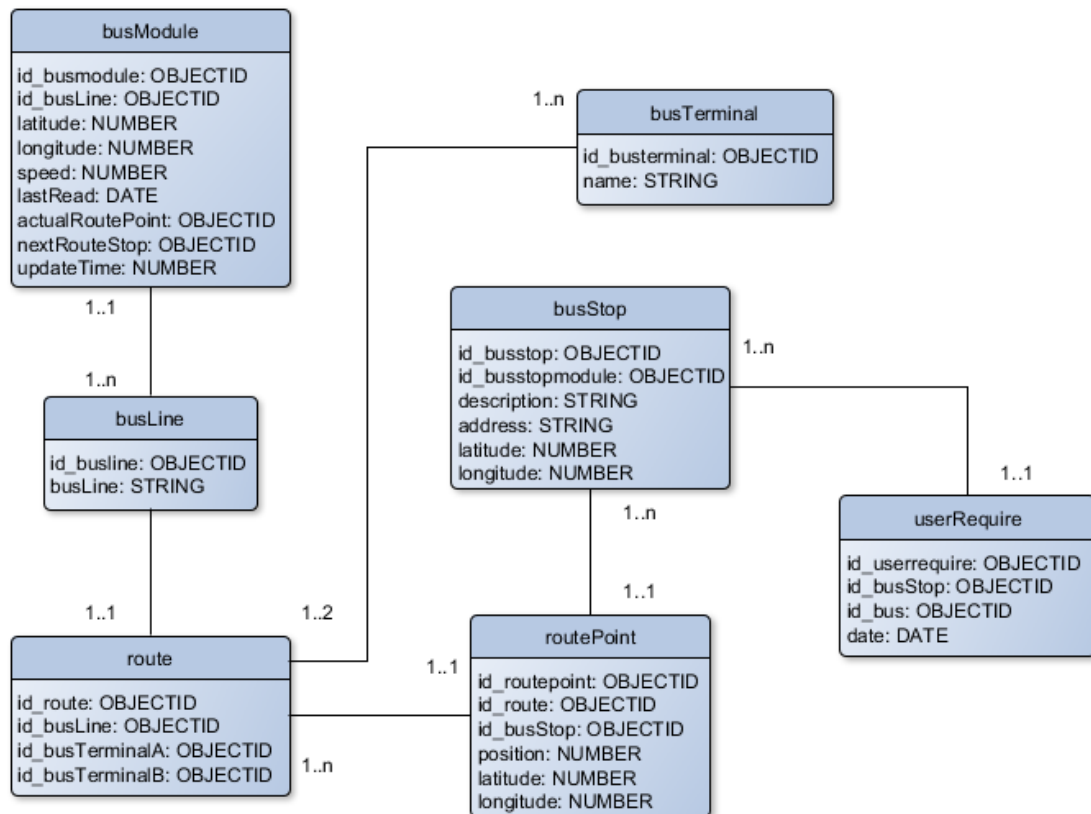 busModule
id_busmodule: OBJECTID
id_busLine: OBJECTID
latitude: NUMBER
longitude: NUMBER
speed: NUMBER
lastRead: DATE
actualRoutePoint: OBJECTID
nextRouteStop: OBJECTID
updateTime: NUMBER
1..1
1..n
busLine
id_busline: OBJECTID
busLine: STRING
1..1
route
id_route: OBJECTID
id_busLine: OBJECTID
id_busTerminalA: OBJECTID
id_busTerminalB: OBJECTID
1..2
1..n
busTerminal
id_busterminal: OBJECTID
name: STRING
busStop
id_busstop: OBJECTID
id_busstopmodule: OBJECTID
description: STRING
address: STRING
latitude: NUMBER
longitude: NUMBER
1..n
1..1
userRequire
id_userrequire: OBJECTID
id_busStop: OBJECTID
id_bus: OBJECTID
date: DATE
1..n
1..1
routePoint
id_routepoint: OBJECTID
id_route: OBJECTID
id_busStop: OBJECTID
position: NUMBER
latitude: NUMBER
longitude: NUMBER
1..1
1..n